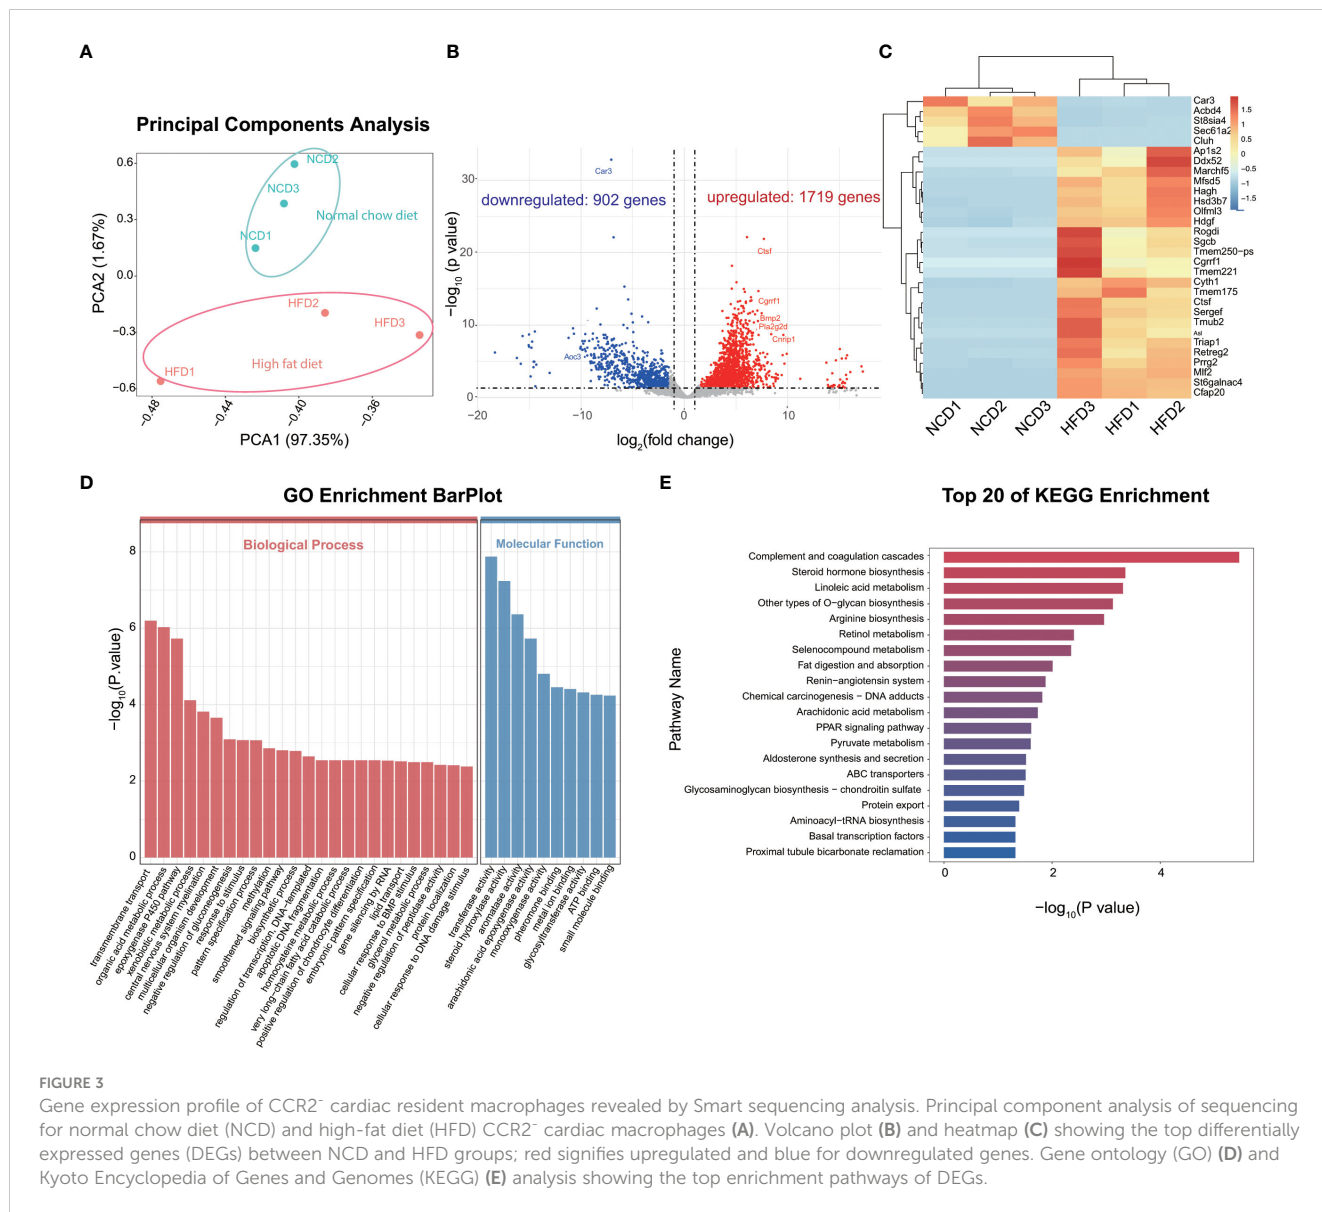 A
Principal Components Analysis
PCA2 (1.67%)
0.6
0.3
0.0
−0.3
−0.6
NCD2
NCD3
Normal chow diet
NCD1
HFD2
HFD3
High fat diet
HFD1
−0.48
−0.44
−0.40
−0.36
PCA1 (97.35%)
B
−log10 (p value)
30
20
10
0
Car3
downregulated: 902 genes
upregulated: 1719 genes
Ctsf
Cgrrf1
Bmp2
Pla2g2d
Cnnp1
Aoc3
−20
−10
0
10
log2(fold change)
C
Car3
Acbd4
St8sia4
Sec61a2
Cluh
Ap1s2
Ddx52
Marchf5
Mfsd5
Hagh
Hsd3b7
Olfml3
Hdgf
Rogdi
Sgcb
Tmem250-ps
Cgrrf1
Tmem221
Cyth1
Tmem175
Ctsf
Sergef
Tmub2
Asl
Triap1
Retreg2
Prrg2
Mlf2
St6galnac4
Cfap20
1.5
1
0.5
0
−0.5
−1
−1.5
NCD1
NCD2
NCD3
HFD3
HFD1
HFD2
D
GO Enrichment BarPlot
Biological Process
Molecular Function
−log10(P.value)
8
6
4
2
0
transmembrane transport
organic acid metabolic process
epoxygenase P450 pathway
xenobiotic metabolic process
central nervous system myelination
multicellular organism development
negative regulation of gluconeogenesis
response to stimulus
pattern specification process
methylation
smoothened signaling pathway
biosynthetic process
regulation of transcription, DNA−templated
apoptotic DNA fragmentation
homocysteine metabolic process
very long−chain fatty acid catabolic process
positive regulation of chondrocyte differentiation
embryonic pattern specification
gene silencing by RNA
lipid transport
cellular response to BMP stimulus
glycerol metabolic process
negative regulation of peptidase activity
protein localization
cellular response to DNA damage stimulus
transferase activity
steroid hydroxylase activity
aromatase activity
arachidonic acid epoxygenase activity
monooxygenase activity
pheromone binding
metal ion binding
glycosyltransferase activity
ATP binding
small molecule binding
E
Top 20 of KEGG Enrichment
Pathway Name
Complement and coagulation cascades
Steroid hormone biosynthesis
Linoleic acid metabolism
Other types of O−glycan biosynthesis
Arginine biosynthesis
Retinol metabolism
Selenocompound metabolism
Fat digestion and absorption
Renin−angiotensin system
Chemical carcinogenesis − DNA adducts
Arachidonic acid metabolism
PPAR signaling pathway
Pyruvate metabolism
Aldosterone synthesis and secretion
ABC transporters
Glycosaminoglycan biosynthesis − chondroitin sulfate
Protein export
Aminoacyl−tRNA biosynthesis
Basal transcription factors
Proximal tubule bicarbonate reclamation
0
2
4
−log10(P value)
FIGURE 3
Gene expression profile of CCR2- cardiac resident macrophages revealed by Smart sequencing analysis. Principal component analysis of sequencing
for normal chow diet (NCD) and high-fat diet (HFD) CCR2- cardiac macrophages (A). Volcano plot (B) and heatmap (C) showing the top differentially
expressed genes (DEGs) between NCD and HFD groups; red signifies upregulated and blue for downregulated genes. Gene ontology (GO) (D) and
Kyoto Encyclopedia of Genes and Genomes (KEGG) (E) analysis showing the top enrichment pathways of DEGs.